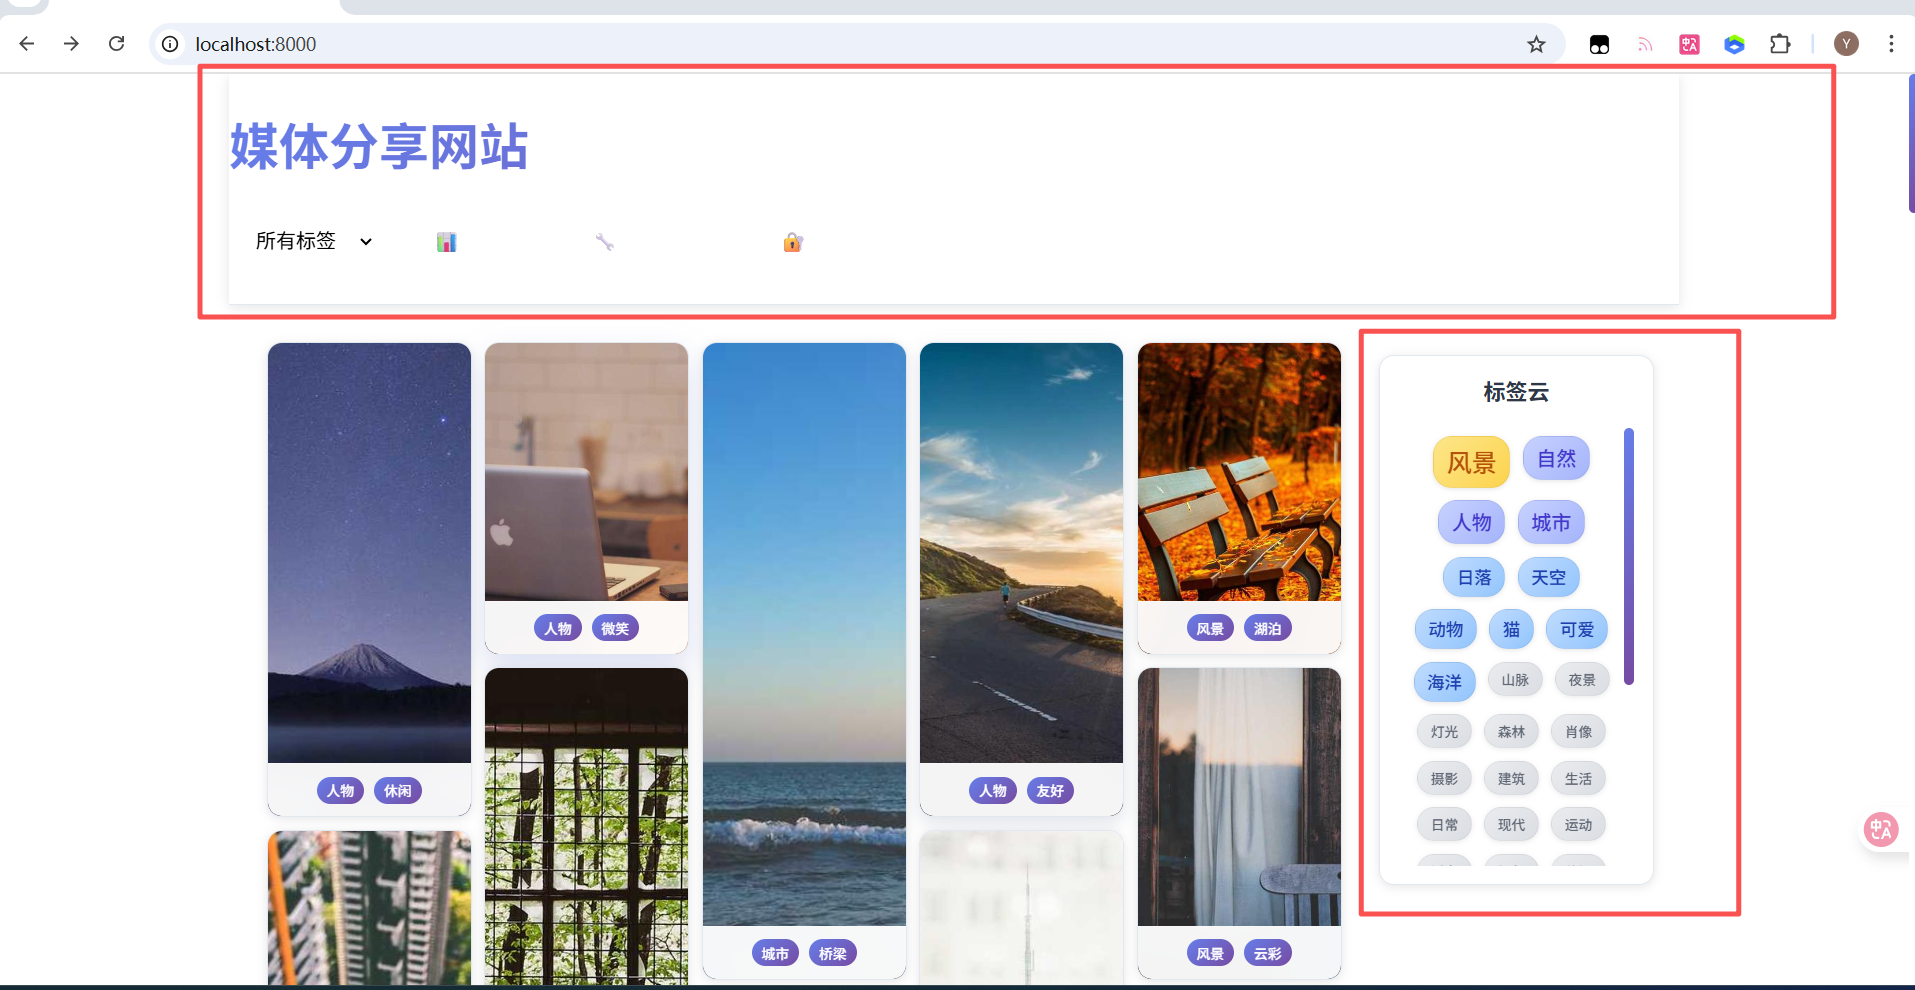 localhost:8000
Y
媒体分享网站
所有标签
人物 休闲
人物 微笑
城市 桥梁
人物 友好
风景 湖泊
风景 云彩
标签云
风景 自然
人物 城市
日落 天空
动物 猫 可爱
海洋 山脉 夜景
灯光 森林 肖像
摄影 建筑 生活
日常 现代 运动